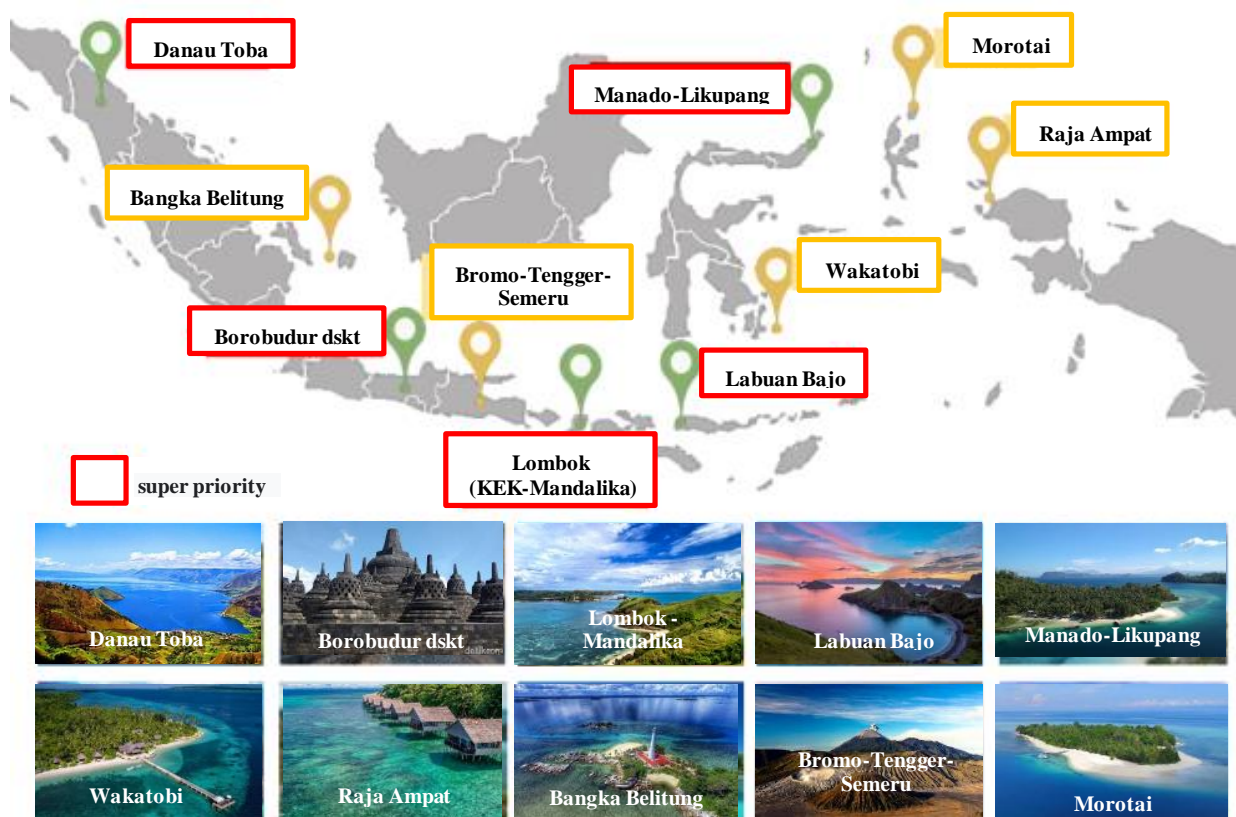 Danau Toba
Morotai
Manado-Likupang
Raja Ampat
Bangka Belitung
Bromo-Tengger-
Semeru
Wakatobi
Borobudur dskt
Labuan Bajo
Lombok
(KEK-Mandalika)
super priority
Danau Toba
Borobudur dskt
detikcom
Lombok -
Mandalika
Labuan Bajo
Manado-Likupang
Wakatobi
Raja Ampat
Bangka Belitung
Bromo-Tengger-
Semeru
Morotai